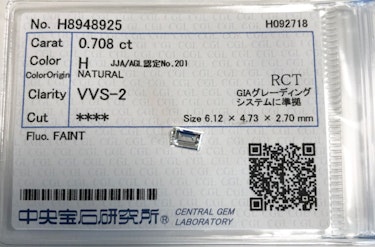 No. H8948925 H092718
Carat 0.708 ct
Color H JJA/AGL認定No.201
ColorOrigin NATURAL RCT
Clarity VVS-2 GIAグレーディング
システムに準拠
Cut **** Size 6.12 × 4.73 × 2.70 mm
Fluo. FAINT
中央宝石研究所® CENTRAL GEM
LABORATORY